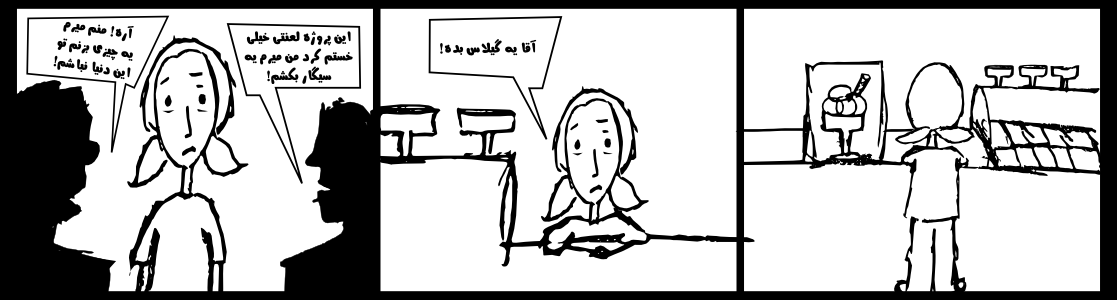 این پروژه لعنتی خیلی
خستم کرد من میرم یه
سیگار بکشم!
آره! منم میرم
یه چیزی بزنم تو
این دنیا نباشم!
آقا یه گیلاس بده!